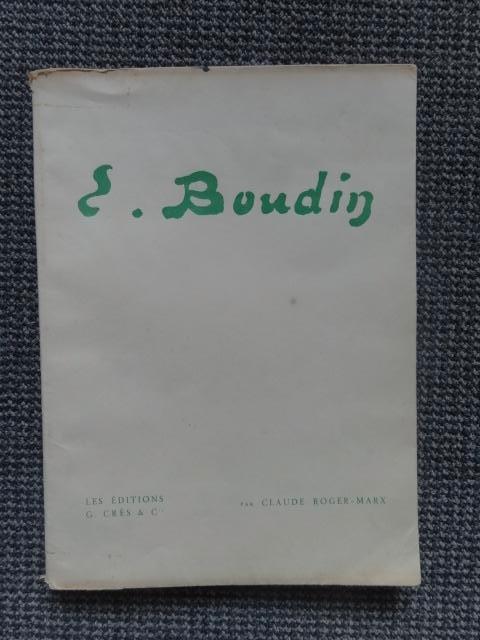 E. Boudin
LES ÉDITIONS
G. CRÈS & Cie
PAR CLAUDE ROGER-MARX